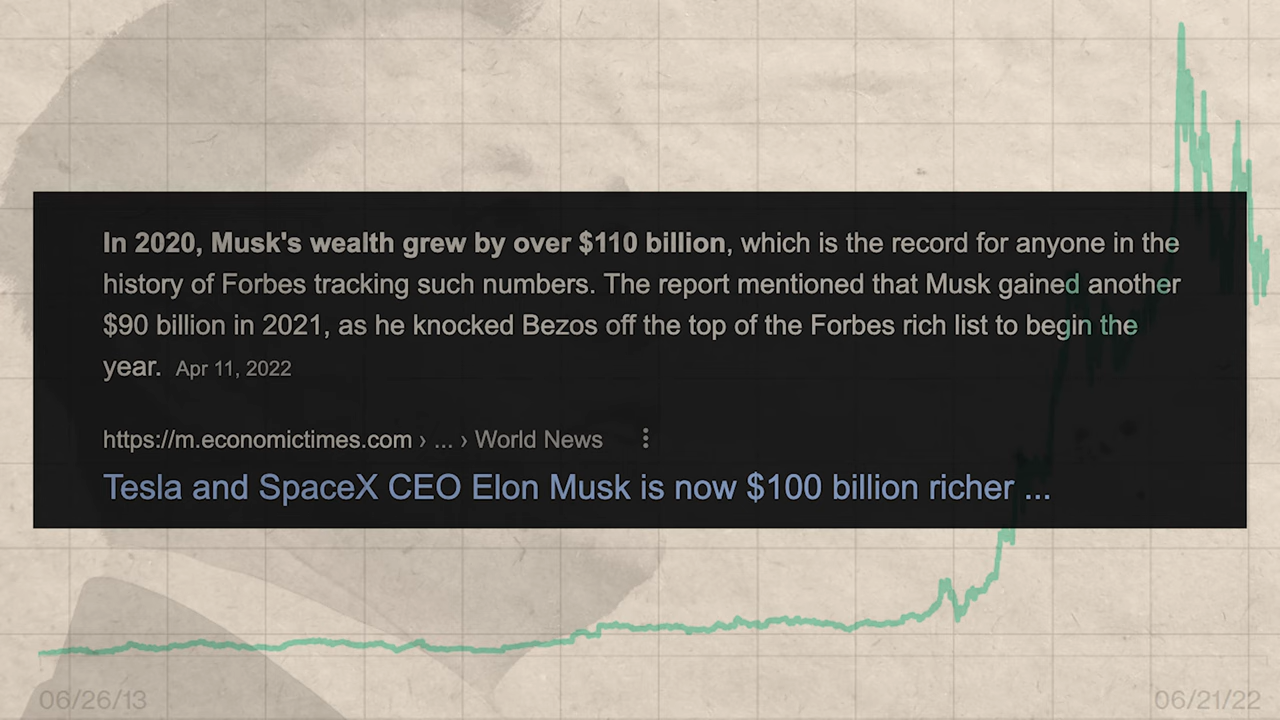 In 2020, Musk's wealth grew by over $110 billion, which is the record for anyone in the
history of Forbes tracking such numbers. The report mentioned that Musk gained another
$90 billion in 2021, as he knocked Bezos off the top of the Forbes rich list to begin the
year. Apr 11, 2022
https://m.economictimes.com › ... › World News
Tesla and SpaceX CEO Elon Musk is now $100 billion richer ...
06/26/13
06/21/22